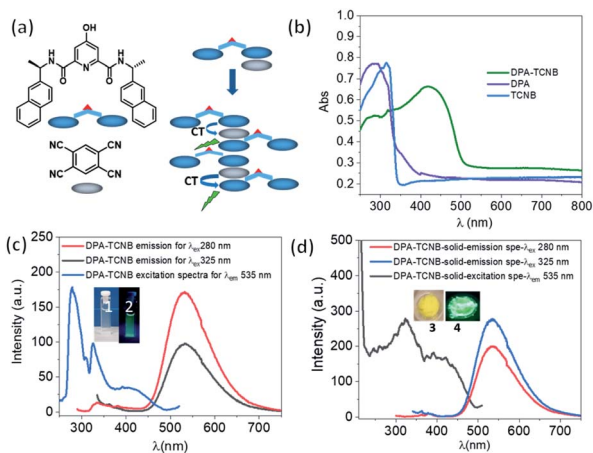 (a)
OH
H
N
O
N
O
H
N
NC
CN
NC
CN
CT
CT
(b)
Abs
1.0
0.9
0.8
0.7
0.6
0.5
0.4
0.3
0.2
DPA-TCNB
DPA
TCNB
300 400 500 600 700 800
λ (nm)
(c)
Intensity (a.u.)
250
200
150
100
50
0
DPA-TCNB emission for λex280 nm
DPA-TCNB emission for λex325 nm
DPA-TCNB excitation spectra for λem 535 nm
1 2
300 400 500 600 700
λ(nm)
(d)
Intensity (a.u.)
500
400
300
200
100
0
DPA-TCNB-solid-emission spe-λex 280 nm
DPA-TCNB-solid-emission spe-λex 325 nm
DPA-TCNB-solid-excitation spe-λem 535 nm
3 4
300 400 500 600 700
λ(nm)